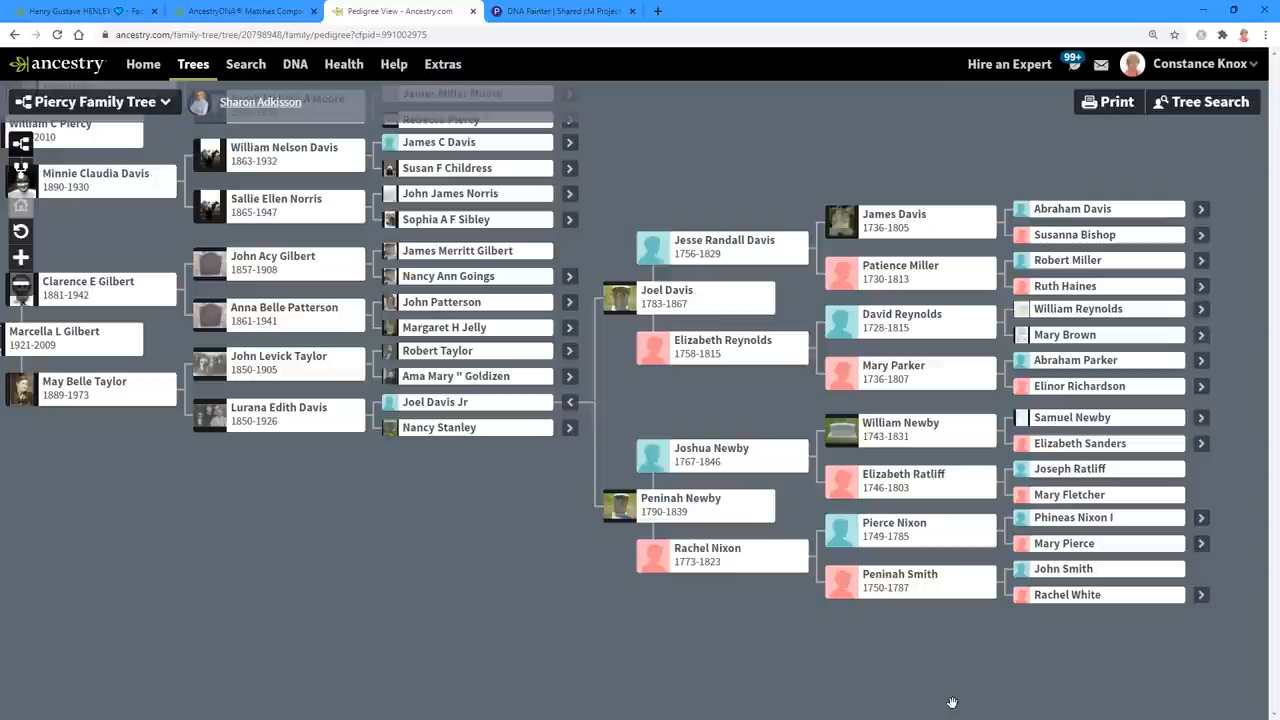 Henry Gustave HENLEY 💙 - Fac
AncestryDNA® Matches Compa
Pedigree View - Ancestry.com
DNA Painter | Shared cM Projec
ancestry.com/family-tree/tree/20798948/family/pedigree?cfpid=991002975
ancestry
Home
Trees
Search
DNA
Health
Help
Extras
Hire an Expert
99+
Constance Knox
Piercy Family Tree
Sharon Adkisson
Print
Tree Search
William C Piercy
2010
Minnie Claudia Davis
1890-1930
Clarence E Gilbert
1881-1942
Marcella L Gilbert
1921-2009
May Belle Taylor
1889-1973
A Moore
William Nelson Davis
1863-1932
Sallie Ellen Norris
1865-1947
John Acy Gilbert
1857-1908
Anna Belle Patterson
1861-1941
John Levick Taylor
1850-1905
Lurana Edith Davis
1850-1926
James Miller Moore
Rebecca Piercy
James C Davis
Susan F Childress
John James Norris
Sophia A F Sibley
James Merritt Gilbert
Nancy Ann Goings
John Patterson
Margaret H Jelly
Robert Taylor
Ama Mary " Goldizen
Joel Davis Jr
Nancy Stanley
Jesse Randall Davis
1756-1829
Joel Davis
1783-1867
Elizabeth Reynolds
1758-1815
Joshua Newby
1767-1846
Peninah Newby
1790-1839
Rachel Nixon
1773-1823
James Davis
1736-1805
Patience Miller
1730-1813
David Reynolds
1728-1815
Mary Parker
1736-1807
William Newby
1743-1831
Elizabeth Ratliff
1746-1803
Pierce Nixon
1749-1785
Peninah Smith
1750-1787
Abraham Davis
Susanna Bishop
Robert Miller
Ruth Haines
William Reynolds
Mary Brown
Abraham Parker
Elinor Richardson
Samuel Newby
Elizabeth Sanders
Joseph Ratliff
Mary Fletcher
Phineas Nixon I
Mary Pierce
John Smith
Rachel White